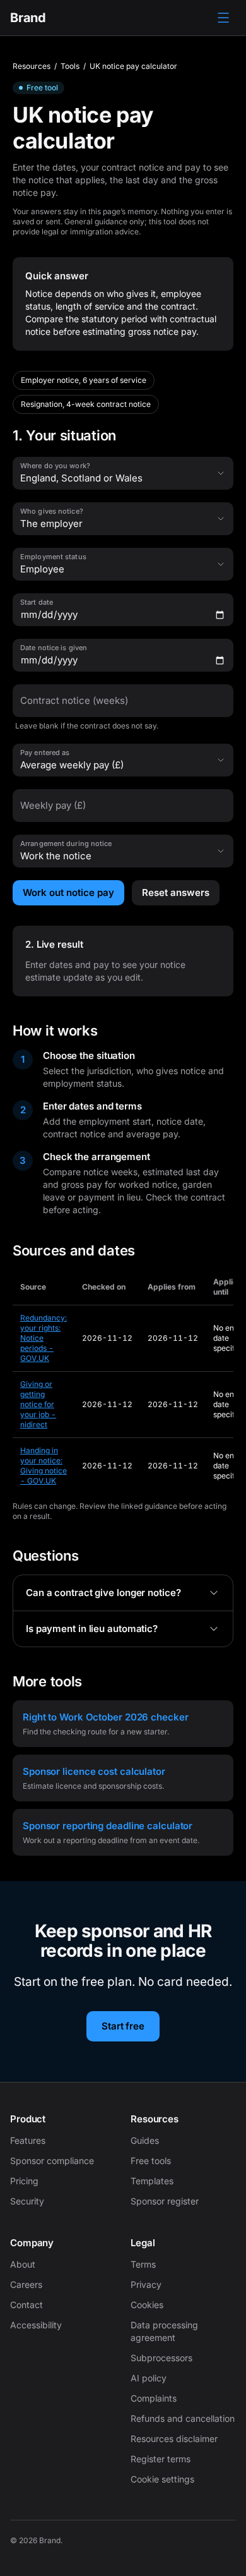 Brand
Resources / Tools / UK notice pay calculator
Free tool
UK notice pay
calculator
Enter the dates, your contract notice and pay to see
the notice that applies, the last day and the gross
notice pay.
Your answers stay in this page's memory. Nothing you enter is
saved or sent. General guidance only; this tool does not
provide legal or immigration advice.
Quick answer
Notice depends on who gives it, employee
status, length of service and the contract.
Compare the statutory period with contractual
notice before estimating gross notice pay.
Employer notice, 6 years of service
Resignation, 4-week contract notice
1. Your situation
Where do you work?
England, Scotland or Wales
Who gives notice?
The employer
Employment status
Employee
Start date
mm/dd/yyyy
Date notice is given
mm/dd/yyyy
Contract notice (weeks)
Leave blank if the contract does not say.
Pay entered as
Average weekly pay (£)
Weekly pay (£)
Arrangement during notice
Work the notice
Work out notice pay
Reset answers
2. Live result
Enter dates and pay to see your notice
estimate update as you edit.
How it works
1
Choose the situation
Select the jurisdiction, who gives notice and
employment status.
2
Enter dates and terms
Add the employment start, notice date,
contract notice and average pay.
3
Check the arrangement
Compare notice weeks, estimated last day
and gross pay for worked notice, garden
leave or payment in lieu. Check the contract
before acting.
Sources and dates
Source Checked on Applies from Appli
until
Redundancy:
your rights:
Notice
periods -
GOV.UK
2026-11-12 2026-11-12
No en
date
specif
Giving or
getting
notice for
your job -
nidirect
2026-11-12 2026-11-12
No en
date
specif
Handing in
your notice:
Giving notice
- GOV.UK
2026-11-12 2026-11-12
No en
date
specif
Rules can change. Review the linked guidance before acting
on a result.
Questions
Can a contract give longer notice?
Is payment in lieu automatic?
More tools
Right to Work October 2026 checker
Find the checking route for a new starter.
Sponsor licence cost calculator
Estimate licence and sponsorship costs.
Sponsor reporting deadline calculator
Work out a reporting deadline from an event date.
Keep sponsor and HR
records in one place
Start on the free plan. No card needed.
Start free
Product
Features
Sponsor compliance
Pricing
Security
Resources
Guides
Free tools
Templates
Sponsor register
Company
About
Careers
Contact
Accessibility
Legal
Terms
Privacy
Cookies
Data processing
agreement
Subprocessors
AI policy
Complaints
Refunds and cancellation
Resources disclaimer
Register terms
Cookie settings
© 2026 Brand.